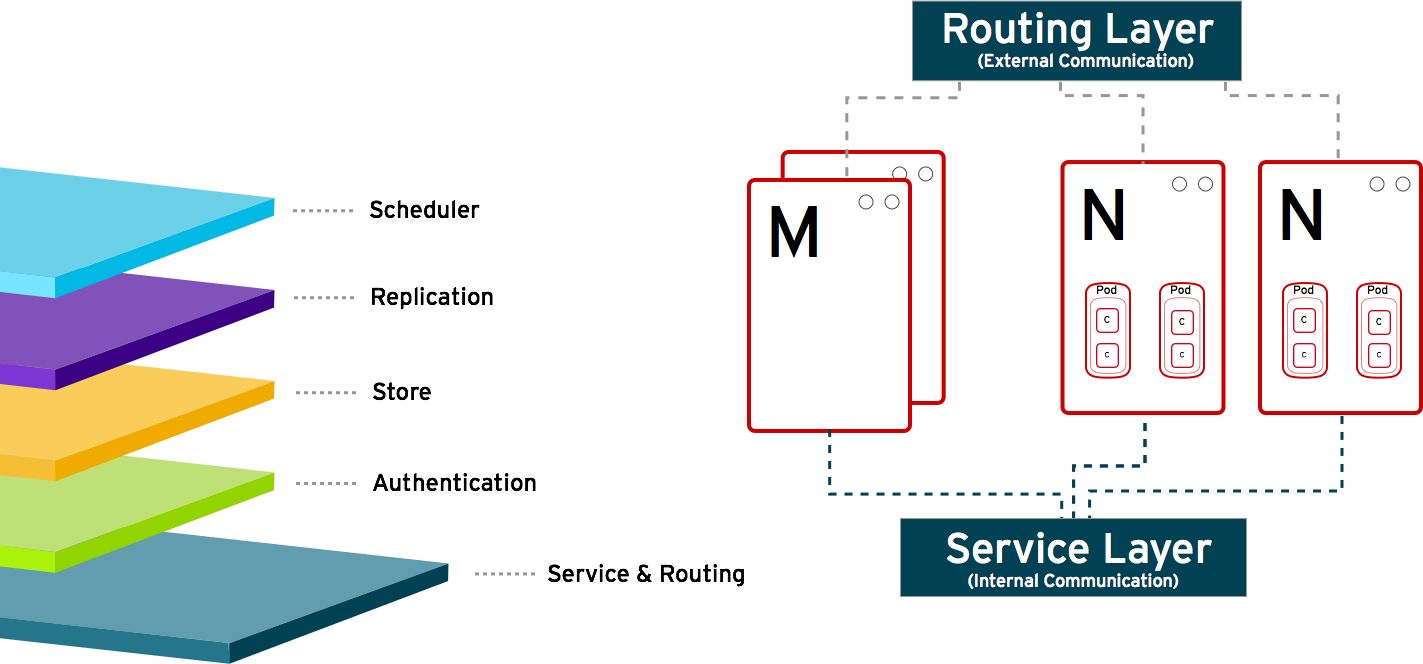 Scheduler
Replication
Store
Authentication
Service & Routing
Routing Layer
(External Communication)
M
N
Pod
Pod
C
C
C
C
N
Pod
Pod
C
C
C
C
Service Layer
(Internal Communication)